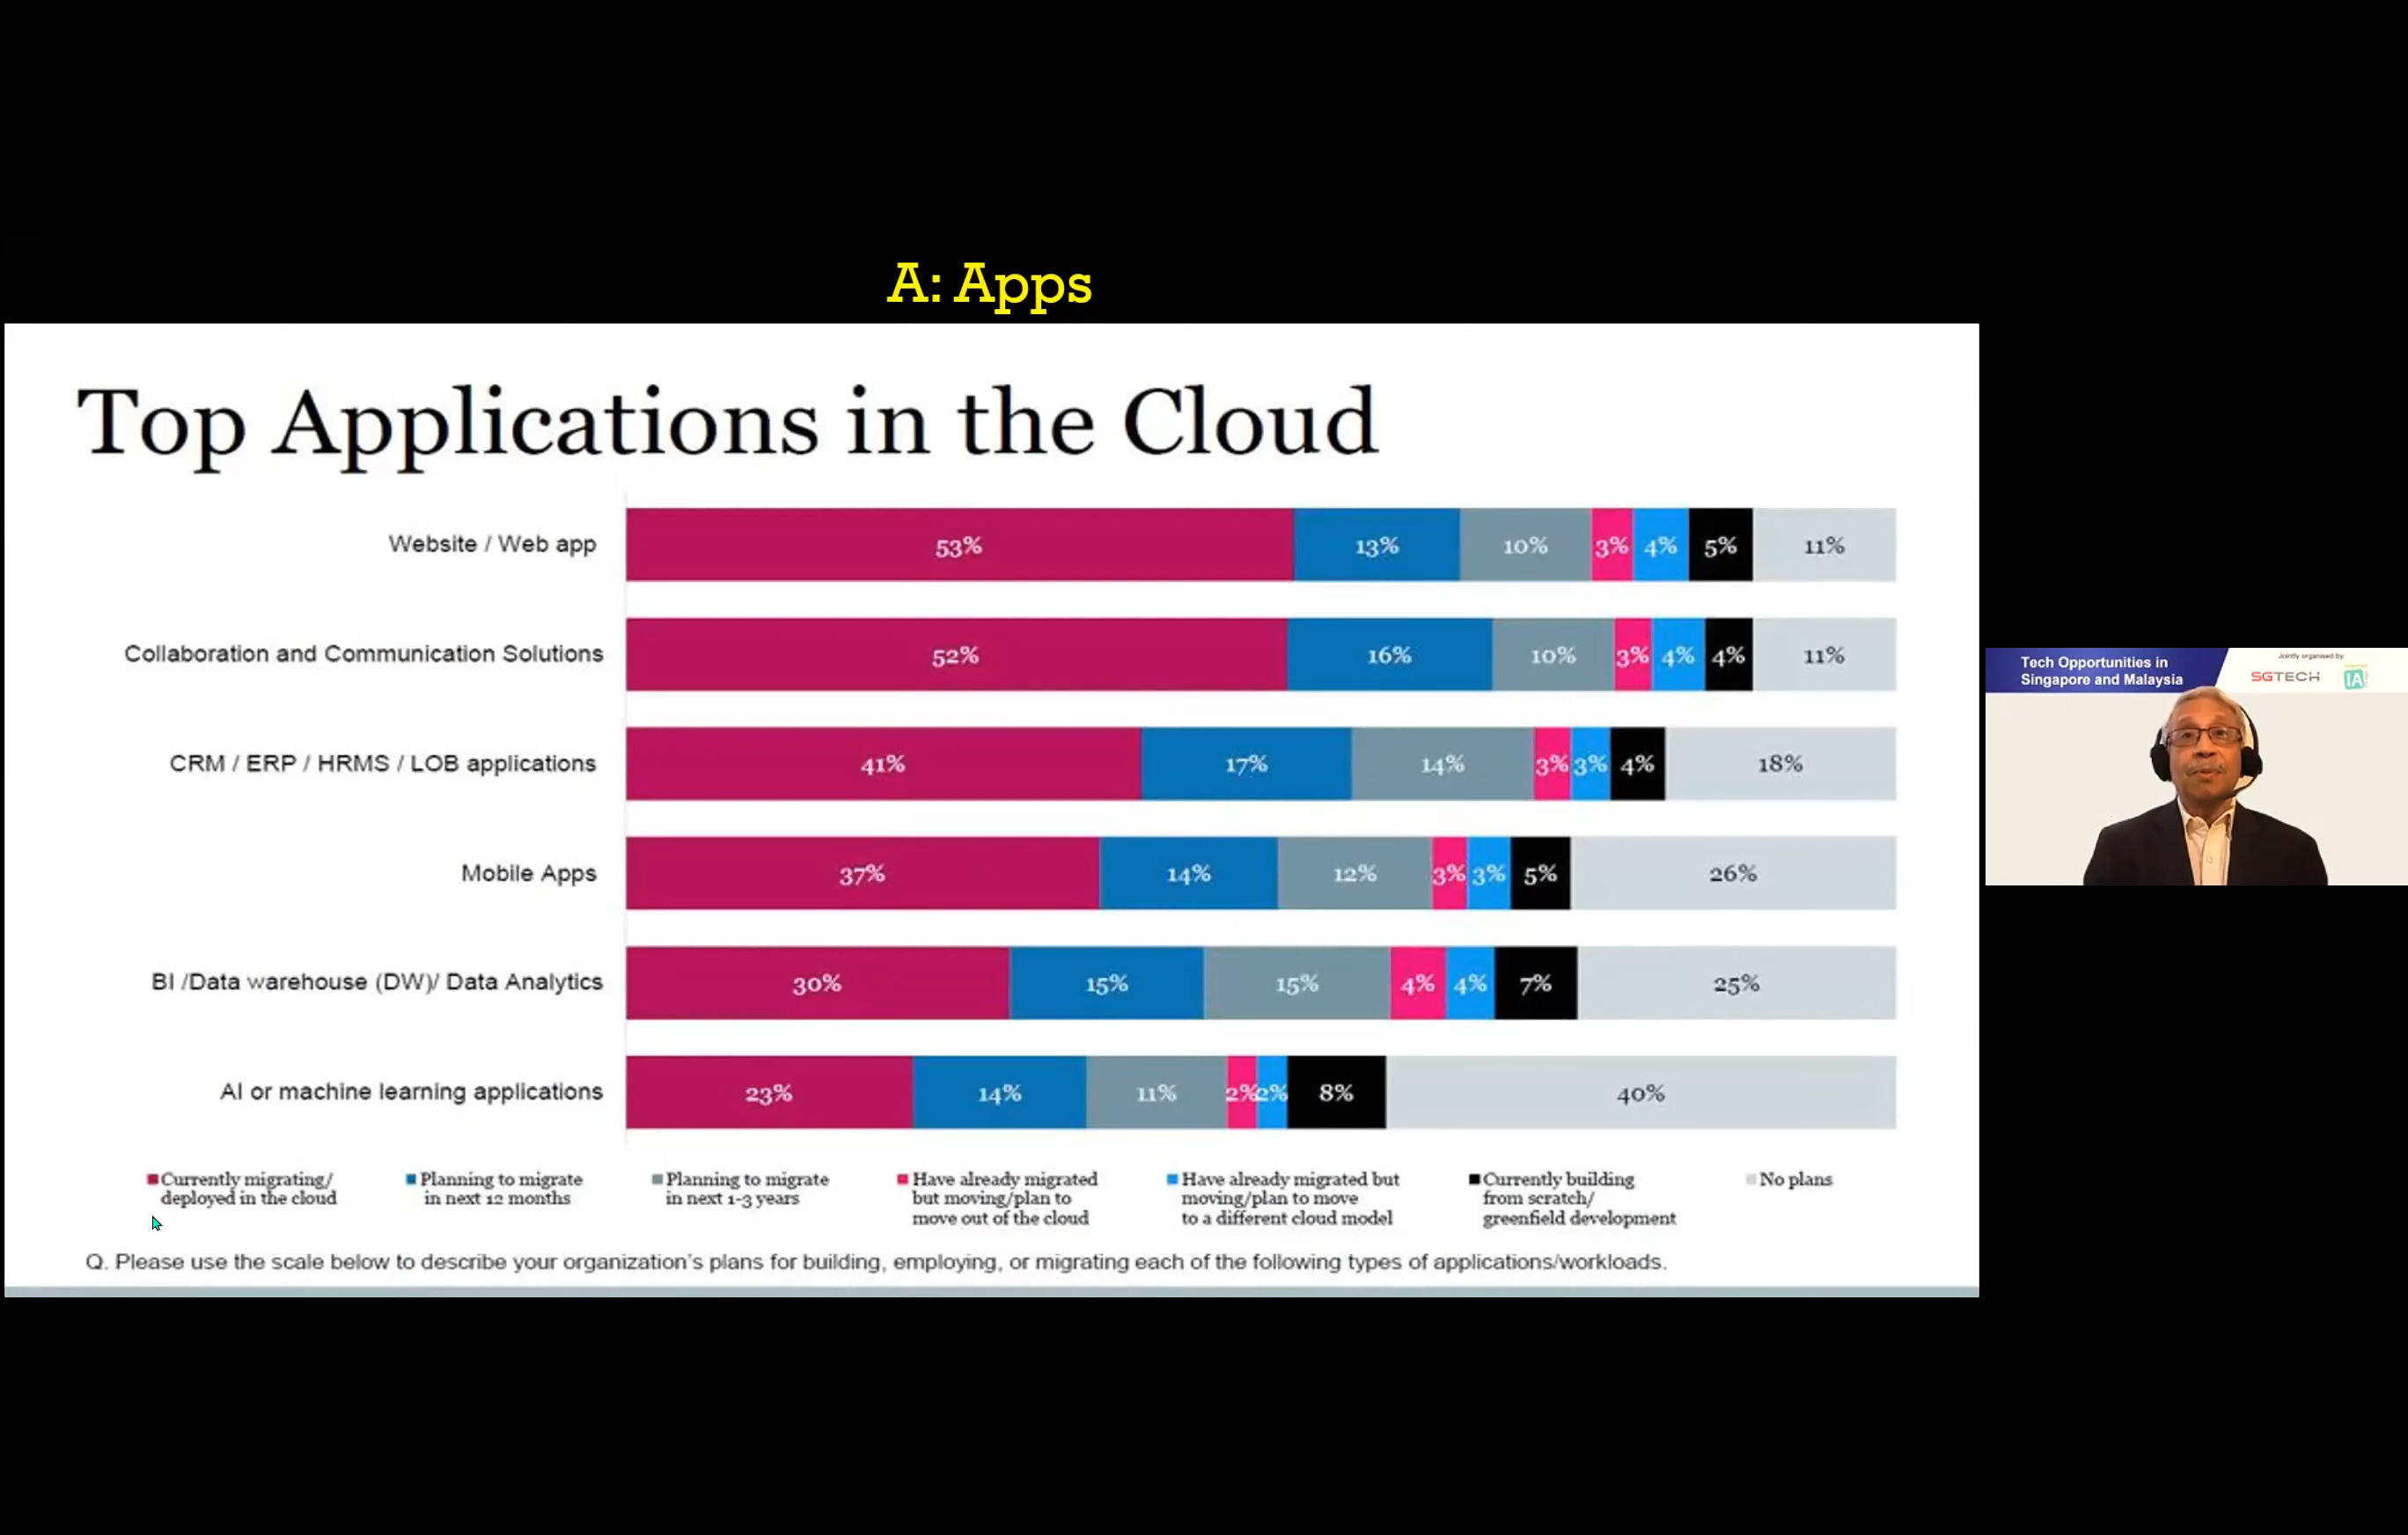 A: Apps
Top Applications in the Cloud
Website / Web app
53% 13% 10% 3% 4% 5% 11%
Collaboration and Communication Solutions
52% 16% 10% 3% 4% 4% 11%
CRM / ERP / HRMS / LOB applications
41% 17% 14% 3% 3% 4% 18%
Mobile Apps
37% 14% 12% 3% 3% 5% 26%
BI /Data warehouse (DW)/ Data Analytics
30% 15% 15% 4% 4% 7% 25%
AI or machine learning applications
23% 14% 11% 2% 2% 8% 40%
Currently migrating/
deployed in the cloud
Planning to migrate
in next 12 months
Planning to migrate
in next 1-3 years
Have already migrated
but moving/plan to
move out of the cloud
Have already migrated but
moving/plan to move
to a different cloud model
Currently building
from scratch/
greenfield development
No plans
Q. Please use the scale below to describe your organization's plans for building, employing, or migrating each of the following types of applications/workloads.
Tech Opportunities in
Singapore and Malaysia
Jointly organised by:
SGTECH
IA